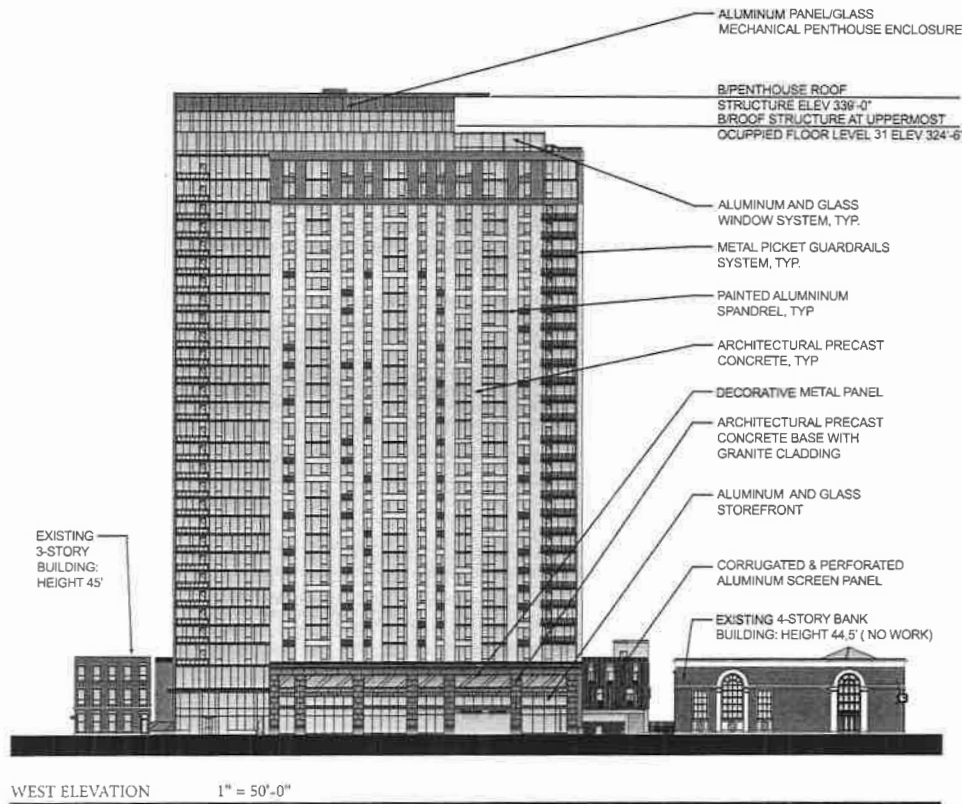 ALUMINUM PANEL/GLASS
MECHANICAL PENTHOUSE ENCLOSURE
B/PENTHOUSE ROOF
STRUCTURE ELEV 339'-0"
B/ROOF STRUCTURE AT UPPERMOST
OCUPPIED FLOOR LEVEL 31 ELEV 324'-6"
ALUMINUM AND GLASS
WINDOW SYSTEM, TYP.
METAL PICKET GUARDRAILS
SYSTEM, TYP.
PAINTED ALUMNINUM
SPANDREL, TYP
ARCHITECTURAL PRECAST
CONCRETE, TYP
DECORATIVE METAL PANEL
ARCHITECTURAL PRECAST
CONCRETE BASE WITH
GRANITE CLADDING
ALUMINUM AND GLASS
STOREFRONT
CORRUGATED & PERFORATED
ALUMINUM SCREEN PANEL
EXISTING 4-STORY BANK
BUILDING: HEIGHT 44.5' ( NO WORK)
EXISTING
3-STORY
BUILDING:
HEIGHT 45'
WEST ELEVATION 1" = 50'-0"